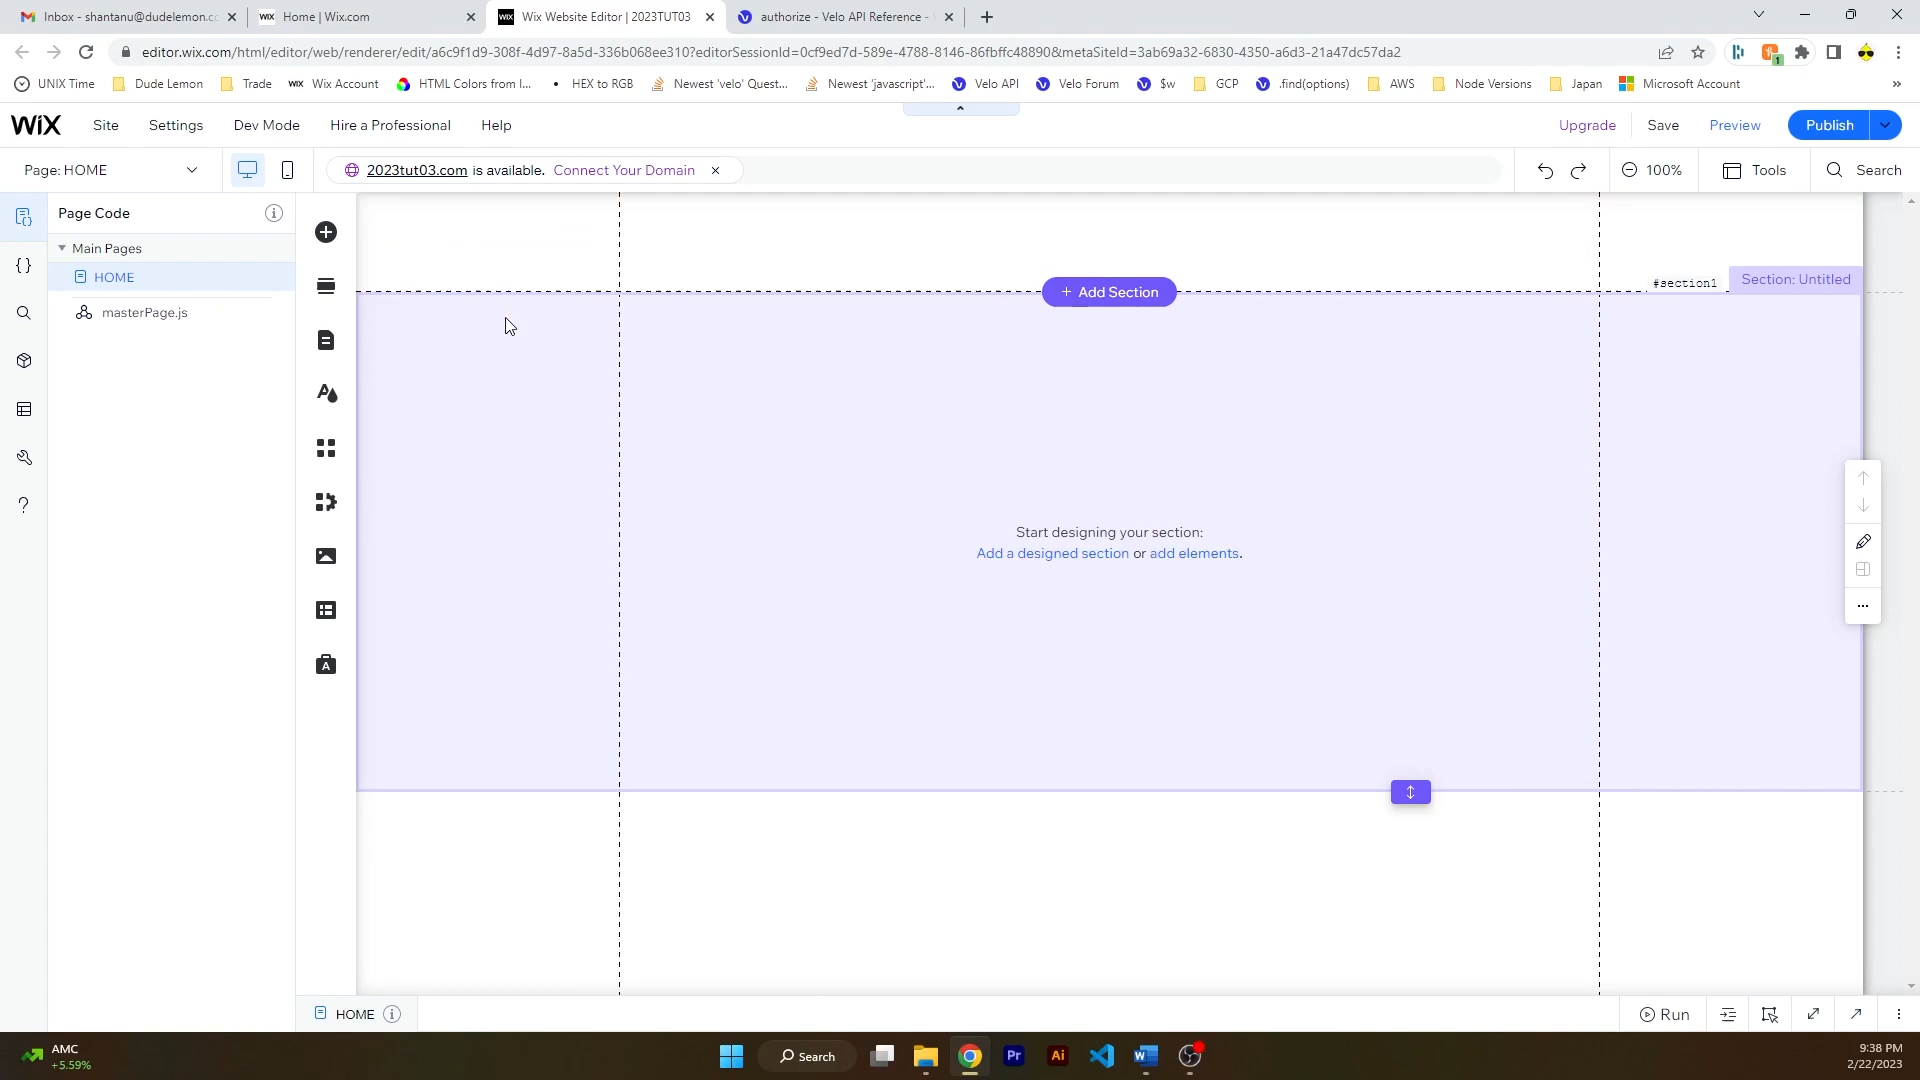 Inbox - shantanu@dudelemon.cc
Home | Wix.com
Wix Website Editor | 2023TUT03
authorize - Velo API Reference -
editor.wix.com/html/editor/web/renderer/edit/a6c9f1d9-308f-4d97-8a5d-336b068ee310?editorSessionId=0cf9ed7d-589e-4788-8146-86fbffc48890&metaSiteId=3ab69a32-6830-4350-a6d3-21a47dc57da2
1
UNIX Time
Dude Lemon
Trade
WIX Wix Account
HTML Colors from I...
HEX to RGB
Newest 'velo' Quest...
Newest 'javascript'...
Velo API
Velo Forum
$w
GCP
.find(options)
AWS
Node Versions
Japan
Microsoft Account
WIX
Site
Settings
Dev Mode
Hire a Professional
Help
Upgrade
Save
Preview
Publish
Page: HOME
2023tut03.com is available. Connect Your Domain
100%
Tools
Search
Page Code
Main Pages
HOME
masterPage.js
+ Add Section
#section1
Section: Untitled
Start designing your section:
Add a designed section or add elements.
HOME
Run
AMC
+5.59%
Search
Pr
Ai
9:38 PM
2/22/2023